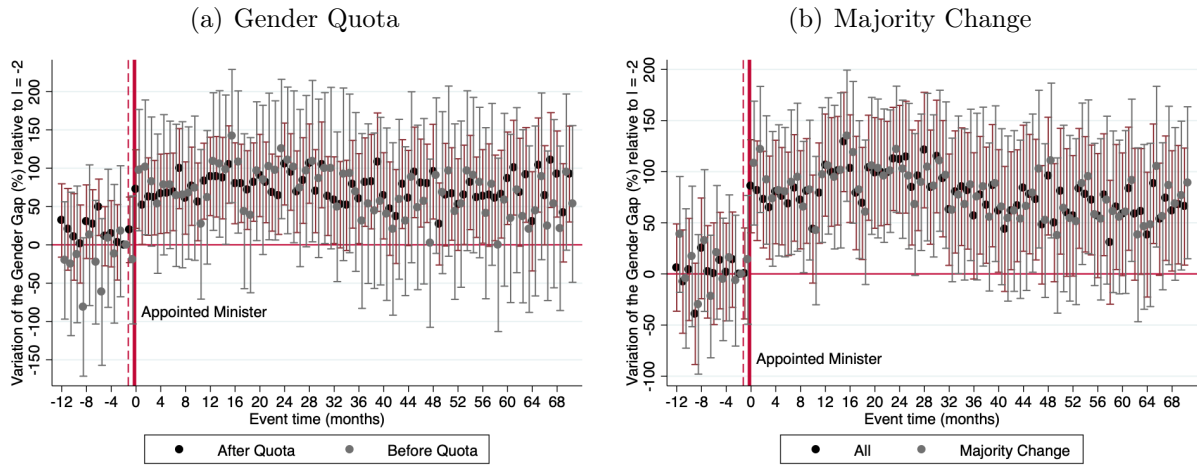 (a) Gender Quota
Variation of the Gender Gap (%) relative to I = -2
200
150
100
50
0
-50
-100
-150
Appointed Minister
-12 -8 -4 0 4 8 12 16 20 24 28 32 36 40 44 48 52 56 60 64 68
Event time (months)
After Quota Before Quota
(b) Majority Change
Variation of the Gender Gap (%) relative to I = -2
200
150
100
50
0
-50
-100
Appointed Minister
-12 -8 -4 0 4 8 12 16 20 24 28 32 36 40 44 48 52 56 60 64 68
Event time (months)
All Majority Change